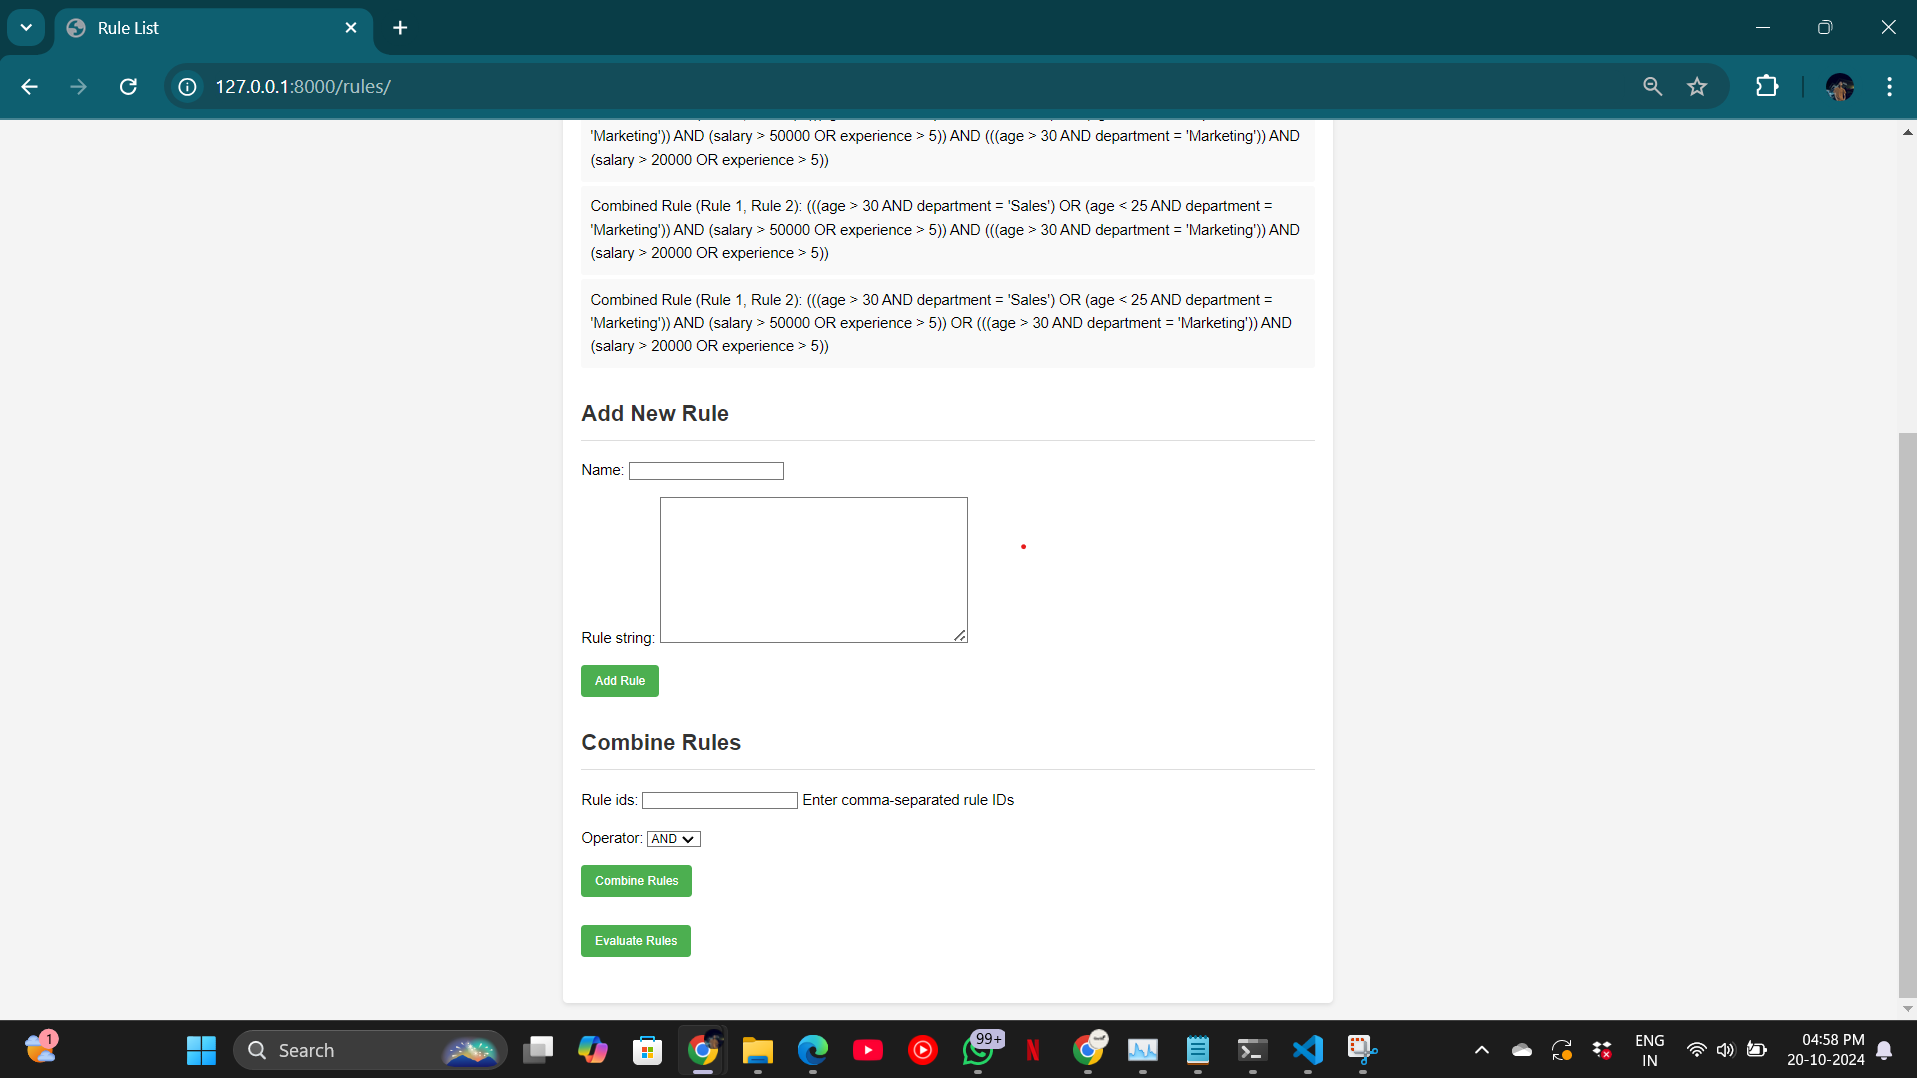 Rule List
127.0.0.1:8000/rules/
'Marketing')) AND (salary > 50000 OR experience > 5)) AND (((age > 30 AND department = 'Marketing')) AND
(salary > 20000 OR experience > 5))
Combined Rule (Rule 1, Rule 2): (((age > 30 AND department = 'Sales') OR (age < 25 AND department =
'Marketing')) AND (salary > 50000 OR experience > 5)) AND (((age > 30 AND department = 'Marketing')) AND
(salary > 20000 OR experience > 5))
Combined Rule (Rule 1, Rule 2): (((age > 30 AND department = 'Sales') OR (age < 25 AND department =
'Marketing')) AND (salary > 50000 OR experience > 5)) OR (((age > 30 AND department = 'Marketing')) AND
(salary > 20000 OR experience > 5))
Add New Rule
Name:
Rule string:
Add Rule
Combine Rules
Rule ids: Enter comma-separated rule IDs
Operator: AND
Combine Rules
Evaluate Rules
1
Search
99+
N
ENG
IN
04:58 PM
20-10-2024